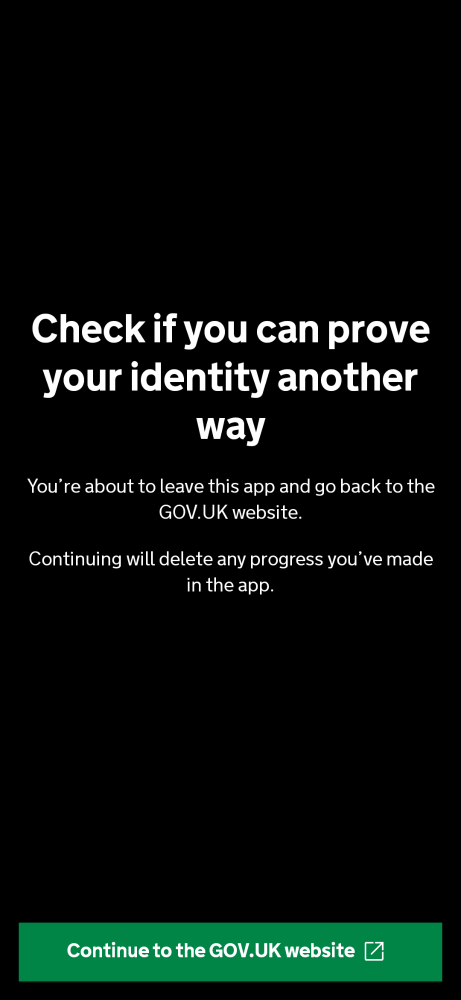 Check if you can prove
your identity another
way
You’re about to leave this app and go back to the
GOV.UK website.
Continuing will delete any progress you’ve made
in the app.
Continue to the GOV.UK website